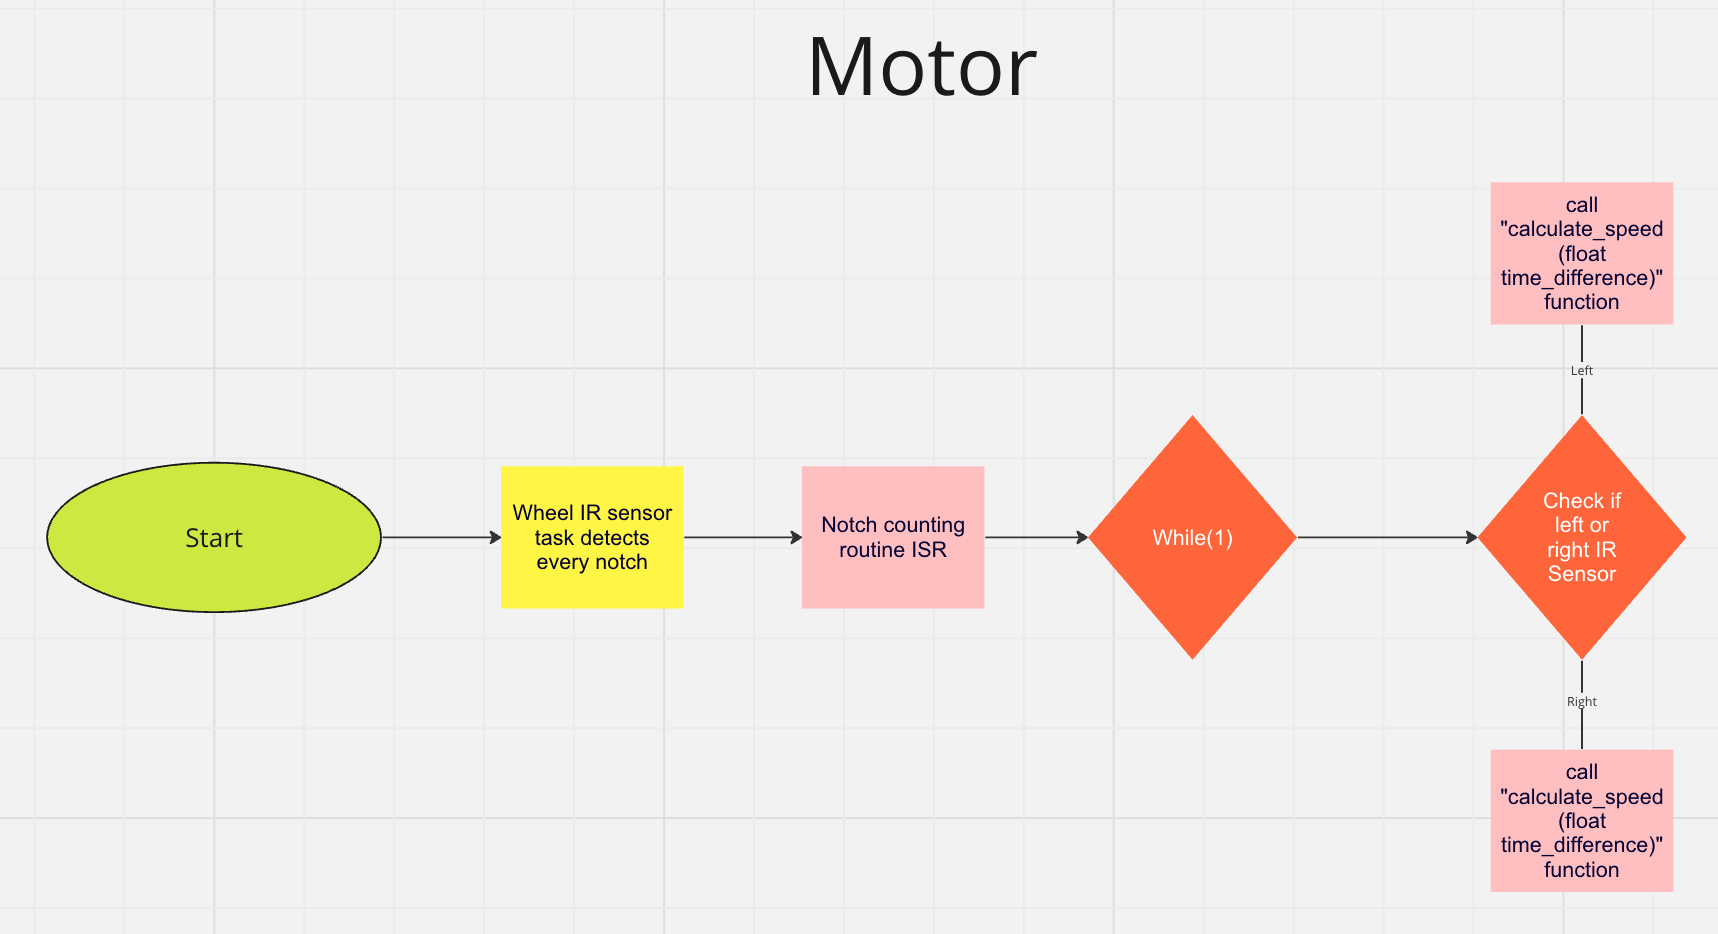 Motor
call
"calculate_speed
(float
time_difference)"
function
Left
Start
Wheel IR sensor
task detects
every notch
Notch counting
routine ISR
While(1)
Check if
left or
right IR
Sensor
Right
call
"calculate_speed
(float
time_difference)"
function